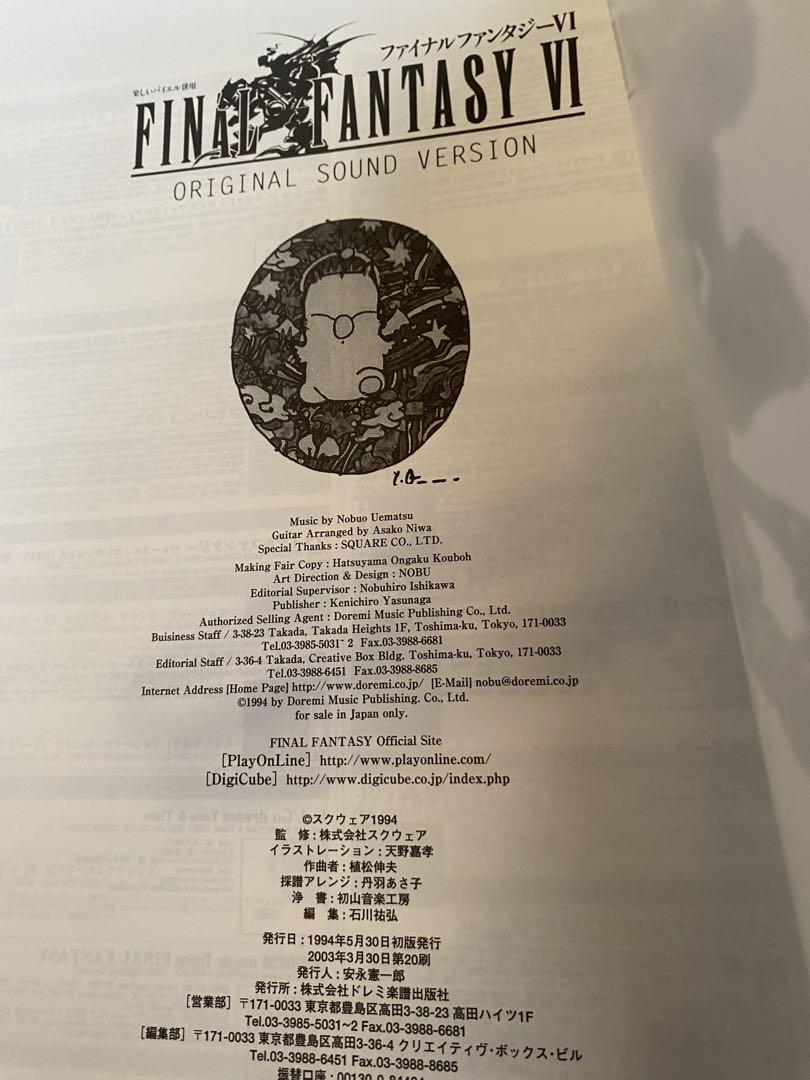 ファイナルファンタジーVI
楽しいバイエル併用
FINAL FANTASY VI
ORIGINAL SOUND VERSION
Music by Nobuo Uematsu
Guitar Arranged by Asako Niwa
Special Thanks : SQUARE CO., LTD.
Making Fair Copy : Hatsuyama Ongaku Kouboh
Art Direction & Design : NOBU
Editorial Supervisor : Nobuhiro Ishikawa
Publisher : Kenichiro Yasunaga
Authorized Selling Agent : Doremi Music Publishing Co., Ltd.
Buisiness Staff / 3-38-23 Takada, Takada Heights 1F, Toshima-ku, Tokyo, 171-0033
Tel.03-3985-5031~2 Fax.03-3988-6681
Editorial Staff / 3-36-4 Takada, Creative Box Bldg. Toshima-ku, Tokyo, 171-0033
Tel.03-3988-6451 Fax.03-3988-8685
Internet Address [Home Page] http://www.doremi.co.jp/ [E-Mail] nobu@doremi.co.jp
©1994 by Doremi Music Publishing. Co., Ltd.
for sale in Japan only.
FINAL FANTASY Official Site
[PlayOnLine] http://www.playonline.com/
[DigiCube] http://www.digicube.co.jp/index.php
©スクウェア1994
監 修 : 株式会社スクウェア
イラストレーション : 天野嘉孝
作曲者 : 植松伸夫
採譜アレンジ : 丹羽あさ子
浄 書 : 初山音楽工房
編 集 : 石川祐弘
発行日 : 1994年5月30日初版発行
2003年3月30日第20刷
発行人 : 安永憲一郎
発行所 : 株式会社ドレミ楽譜出版社
[営業部] 〒171-0033 東京都豊島区高田3-38-23 高田ハイツ1F
Tel.03-3985-5031~2 Fax.03-3988-6681
[編集部] 〒171-0033 東京都豊島区高田3-36-4 クリエイティヴ・ボックス・ビル
Tel.03-3988-6451 Fax.03-3988-8685
振替口座 : 00130-0-84404